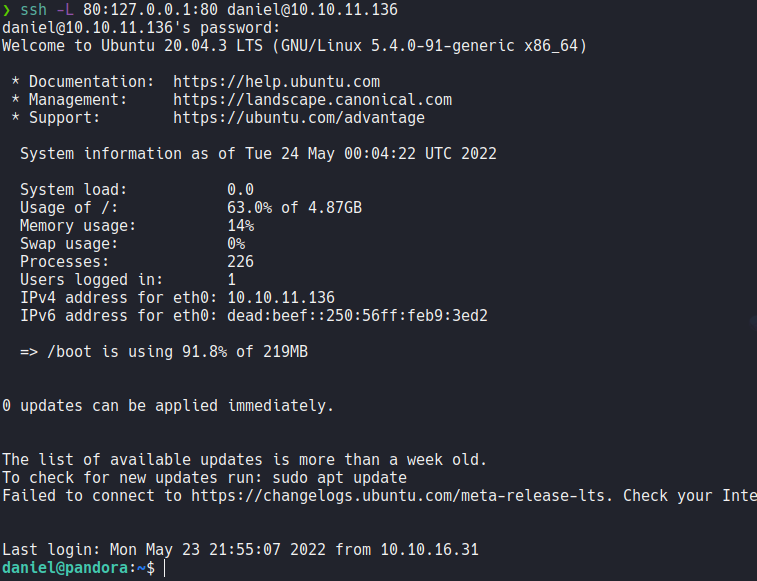 ❯ ssh -L 80:127.0.0.1:80 daniel@10.10.11.136
daniel@10.10.11.136's password:
Welcome to Ubuntu 20.04.3 LTS (GNU/Linux 5.4.0-91-generic x86_64)
* Documentation:  https://help.ubuntu.com
* Management:     https://landscape.canonical.com
* Support:        https://ubuntu.com/advantage
System information as of Tue 24 May 00:04:22 UTC 2022
System load:           0.0
Usage of /:            63.0% of 4.87GB
Memory usage:          14%
Swap usage:            0%
Processes:             226
Users logged in:       1
IPv4 address for eth0: 10.10.11.136
IPv6 address for eth0: dead:beef::250:56ff:feb9:3ed2
=> /boot is using 91.8% of 219MB
0 updates can be applied immediately.
The list of available updates is more than a week old.
To check for new updates run: sudo apt update
Failed to connect to https://changelogs.ubuntu.com/meta-release-lts. Check your Inte
Last login: Mon May 23 21:55:07 2022 from 10.10.16.31
daniel@pandora:~$